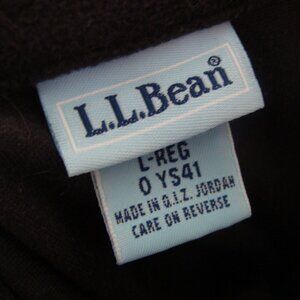 L.L.Bean®
L-REG
0 YS41
MADE IN Q.I.Z. JORDAN
CARE ON REVERSE